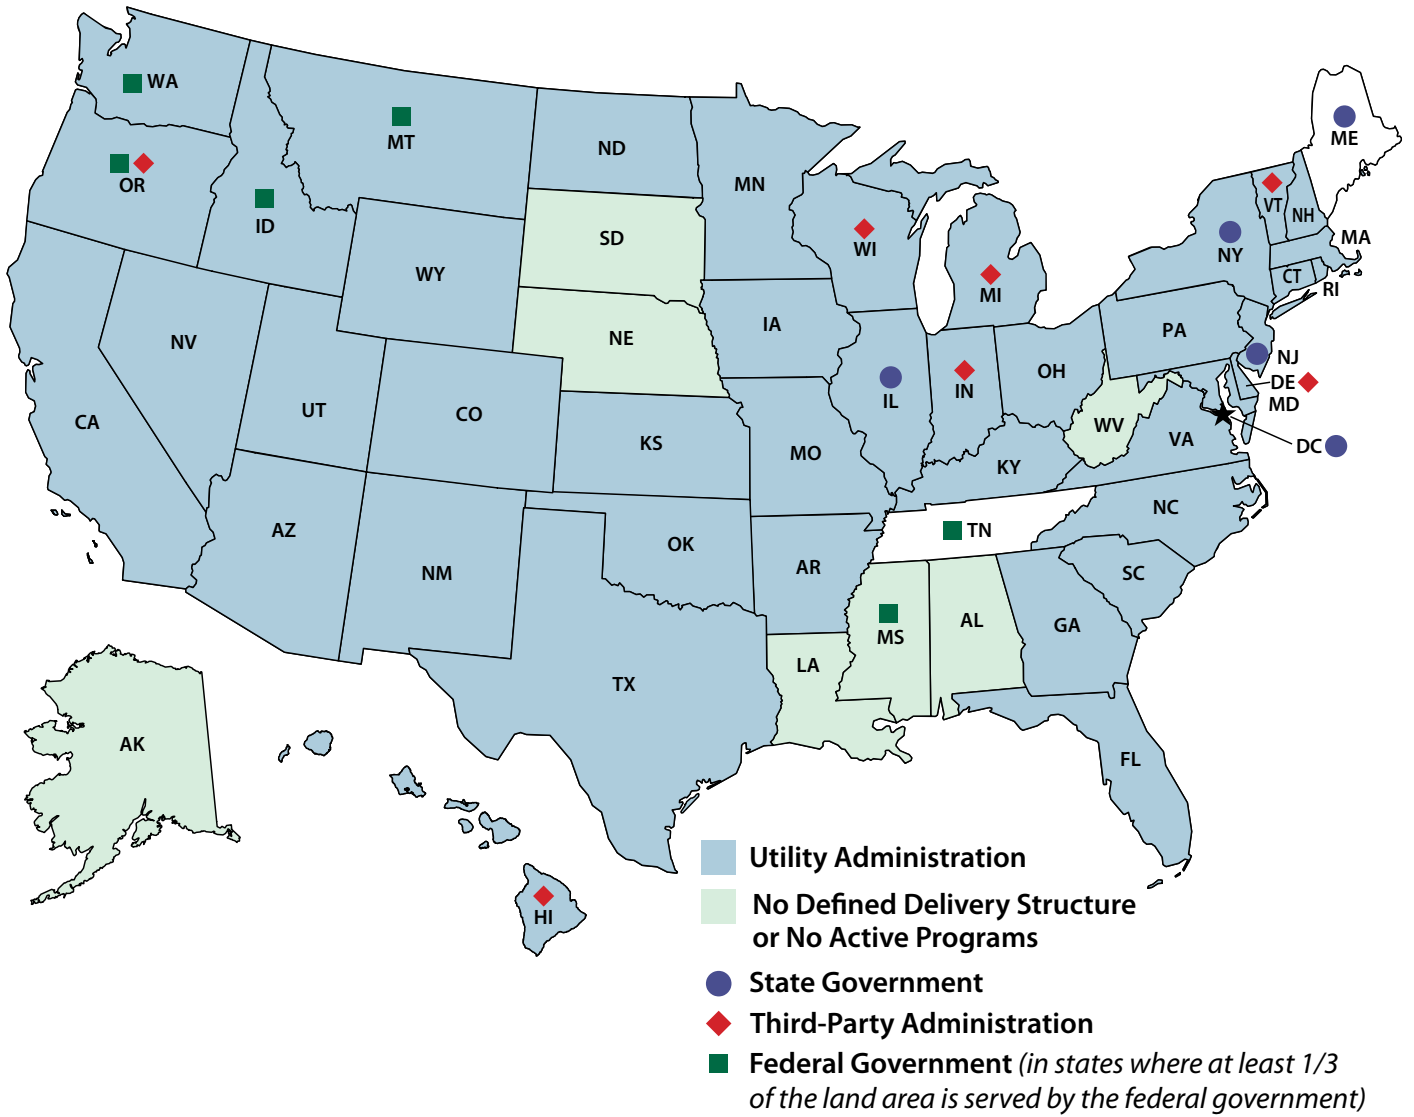 WA
MT
ME
ND
OR
MN
VT
NH
ID
SD
WI
NY
MA
WY
MI
CT
RI
IA
NE
PA
NV
NJ
OH
IN
DE
IL
MD
UT
CO
CA
WV
KS
VA
DC
MO
KY
NC
AZ
TN
OK
AR
NM
SC
AL
GA
MS
LA
TX
AK
FL
HI
Utility Administration
No Defined Delivery Structure
or No Active Programs
State Government
Third-Party Administration
Federal Government (in states where at least 1/3
of the land area is served by the federal government)